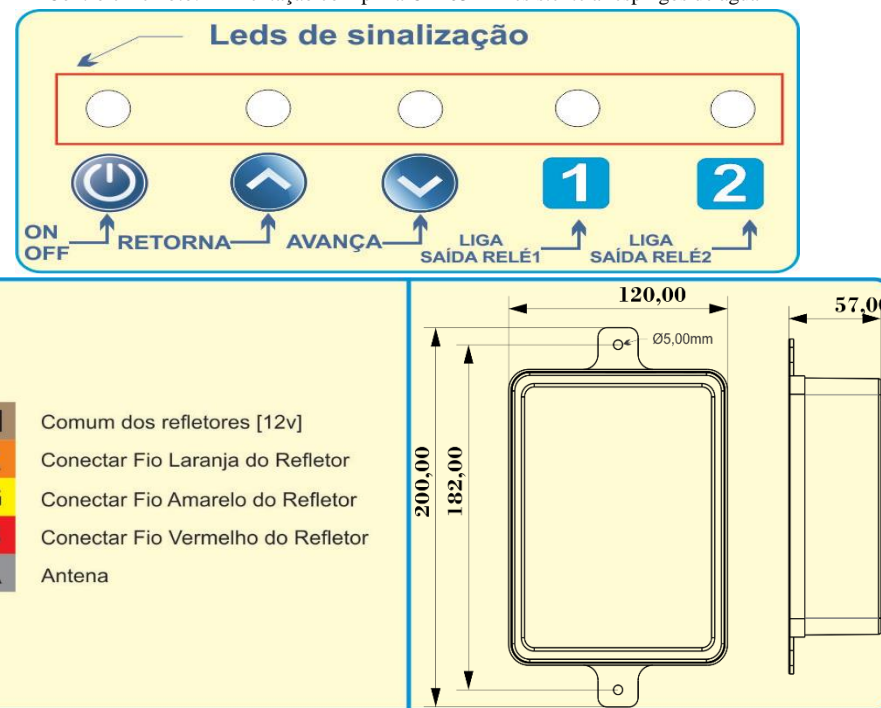 Leds de sinalização
1 2
ON
OFF
RETORNA
AVANÇA
LIGA
SAÍDA RELÉ1
LIGA
SAÍDA RELÉ2
Comum dos refletores [12v]
Conectar Fio Laranja do Refletor
Conectar Fio Amarelo do Refletor
Conectar Fio Vermelho do Refletor
Antena
120,00
57,00
Ø5,00mm
200,00
182,00